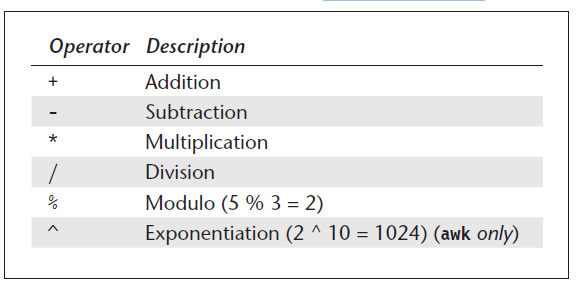 Operator Description
+ Addition
- Subtraction
* Multiplication
/ Division
% Modulo (5 % 3 = 2)
^ Exponentiation (2 ^ 10 = 1024) (awk only)